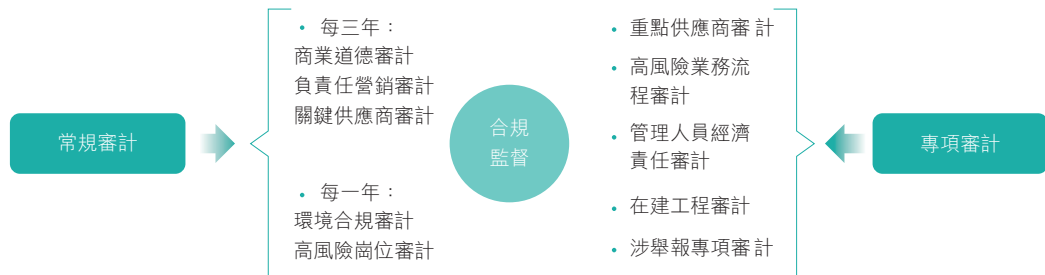 常規審計
• 每三年：
商業道德審計
負責任營銷審計
關鍵供應商審計
• 每一年：
環境合規審計
高風險崗位審計
合規
監督
• 重點供應商審計
• 高風險業務流
程審計
• 管理人員經濟
責任審計
• 在建工程審計
• 涉舉報專項審計
專項審計